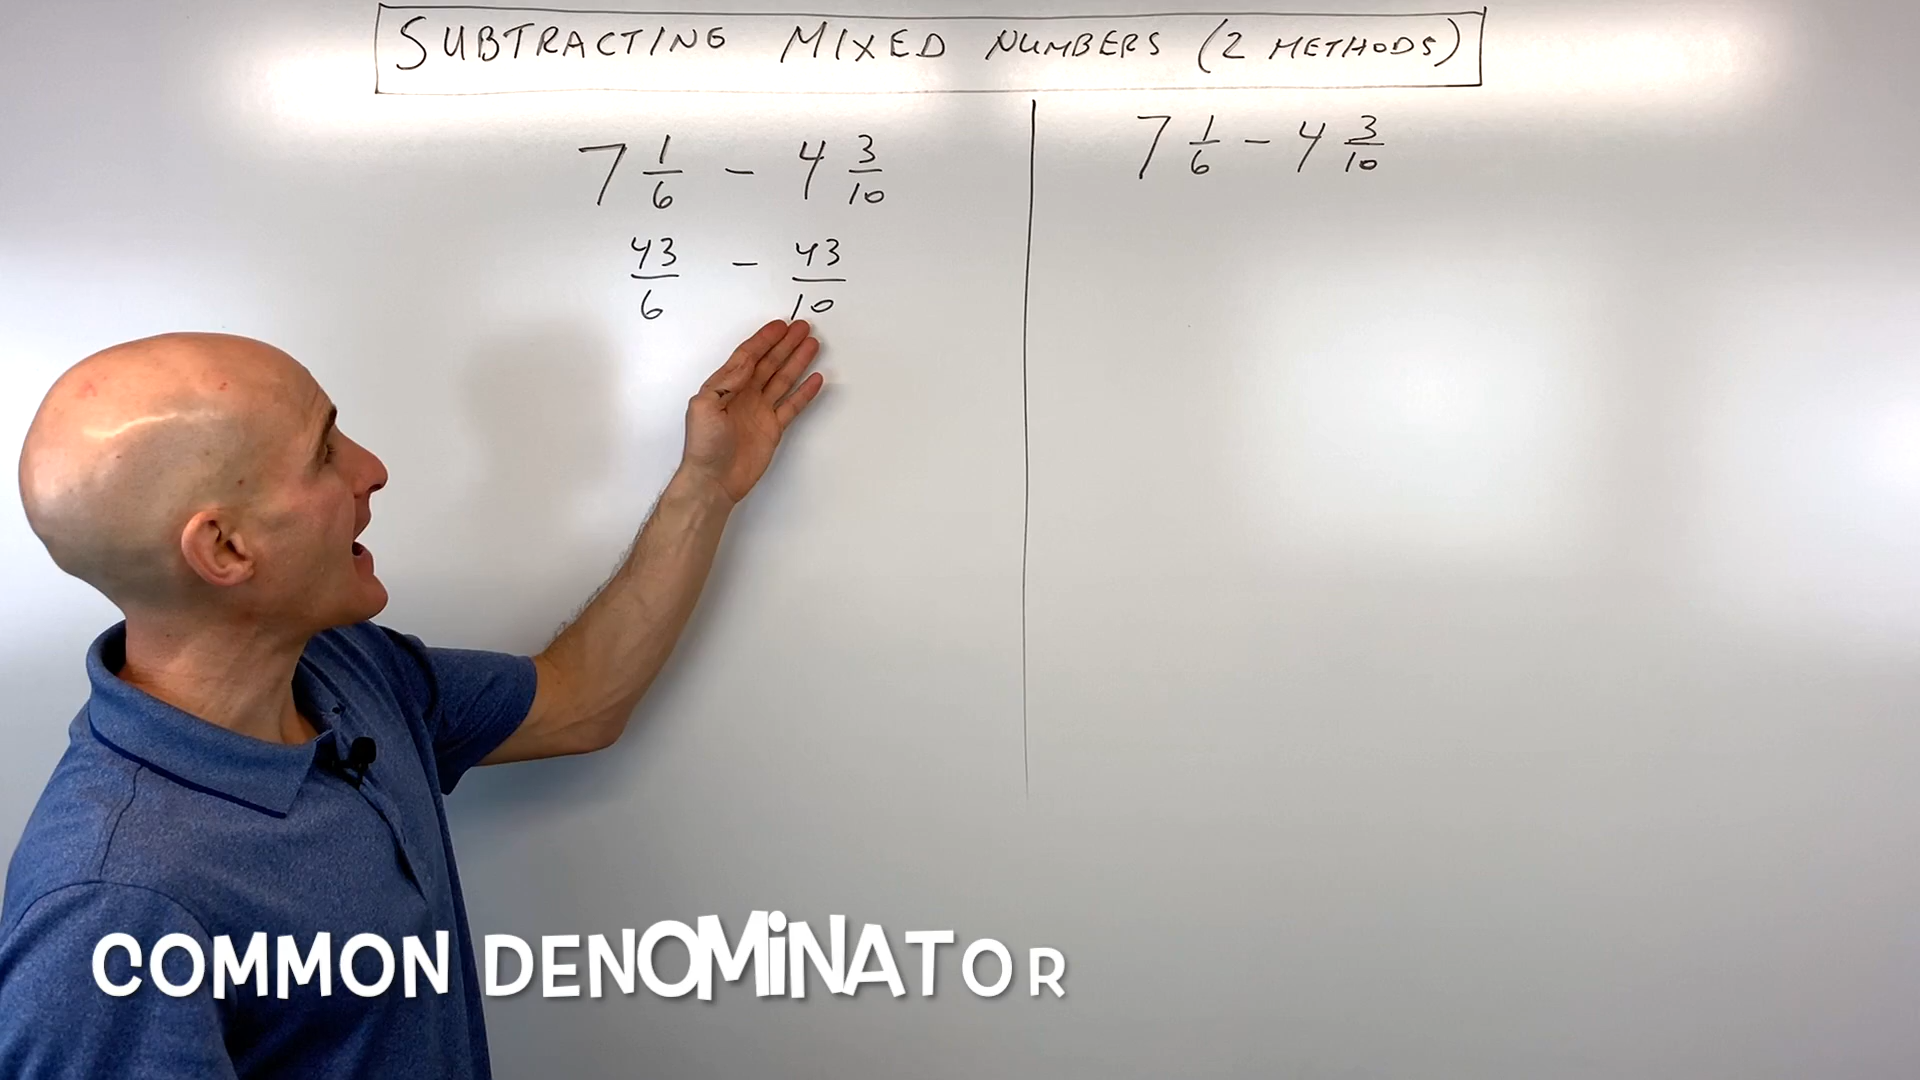 SUBTRACTING MIXED NUMBERS (2 METHODS)
7 1/6 - 4 3/10
43/6 - 43/10
7 1/6 - 4 3/10
COMMON DENOMiNATOR